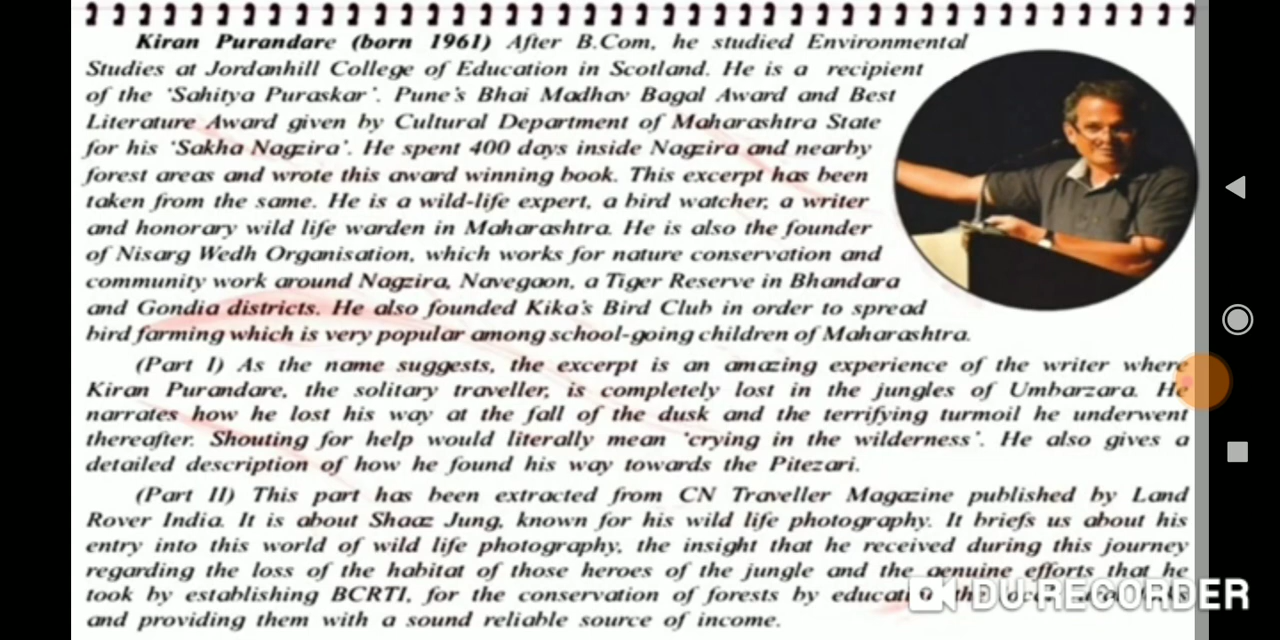 Kiran Purandare (born 1961) After B.Com, he studied Environmental
Studies at Jordanhill College of Education in Scotland. He is a recipient
of the 'Sahitya Puraskar'. Pune's Bhai Madhav Bagal Award and Best
Literature Award given by Cultural Department of Maharashtra State
for his 'Sakha Nagzira'. He spent 400 days inside Nagzira and nearby
forest areas and wrote this award winning book. This excerpt has been
taken from the same. He is a wild-life expert, a bird watcher, a writer
and honorary wild life warden in Maharashtra. He is also the founder
of Nisarg Wedh Organisation, which works for nature conservation and
community work around Nagzira, Navegaon, a Tiger Reserve in Bhandara
and Gondia districts. He also founded Kika's Bird Club in order to spread
bird farming which is very popular among school-going children of Maharashtra.
(Part I) As the name suggests, the excerpt is an amazing experience of the writer where
Kiran Purandare, the solitary traveller, is completely lost in the jungles of Umbarzara. He
narrates how he lost his way at the fall of the dusk and the terrifying turmoil he underwent
thereafter. Shouting for help would literally mean 'crying in the wilderness'. He also gives a
detailed description of how he found his way towards the Pitezari.
(Part II) This part has been extracted from CN Traveller Magazine published by Land
Rover India. It is about Shaaz Jung, known for his wild life photography. It briefs us about his
entry into this world of wild life photography, the insight that he received during this journey
regarding the loss of the habitat of those heroes of the jungle and the genuine efforts that he
took by establishing BCRTI, for the conservation of forests by
and providing them with a sound reliable source of income.
DU RECORDER